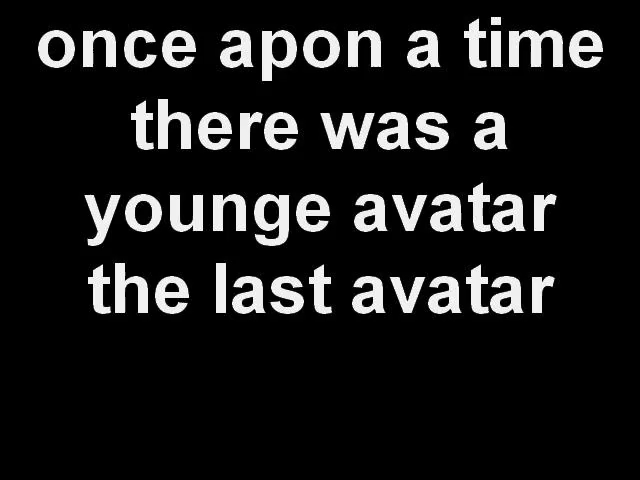 once apon a time
there was a
younge avatar
the last avatar